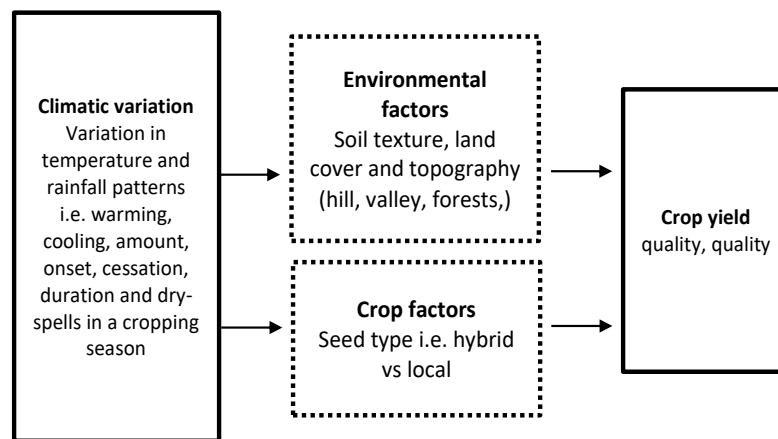 Climatic variation
Variation in
temperature and
rainfall patterns
i.e. warming,
cooling, amount,
onset, cessation,
duration and dry-
spells in a cropping
season
Environmental
factors
Soil texture, land
cover and topography
(hill, valley, forests,)
Crop factors
Seed type i.e. hybrid
vs local
Crop yield
quality, quality